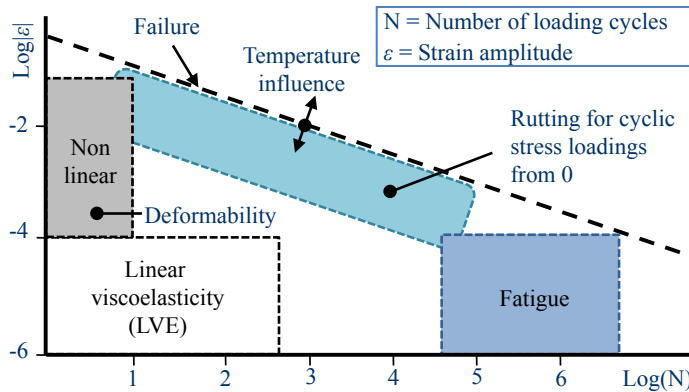 N = Number of loading cycles
ε = Strain amplitude
Failure
Temperature
influence
Log|ε|
-2
Non
linear
Rutting for cyclic
stress loadings
from 0
Deformability
-4
Linear
viscoelasticity
(LVE)
Fatigue
-6
1 2 3 4 5 6 Log(N)